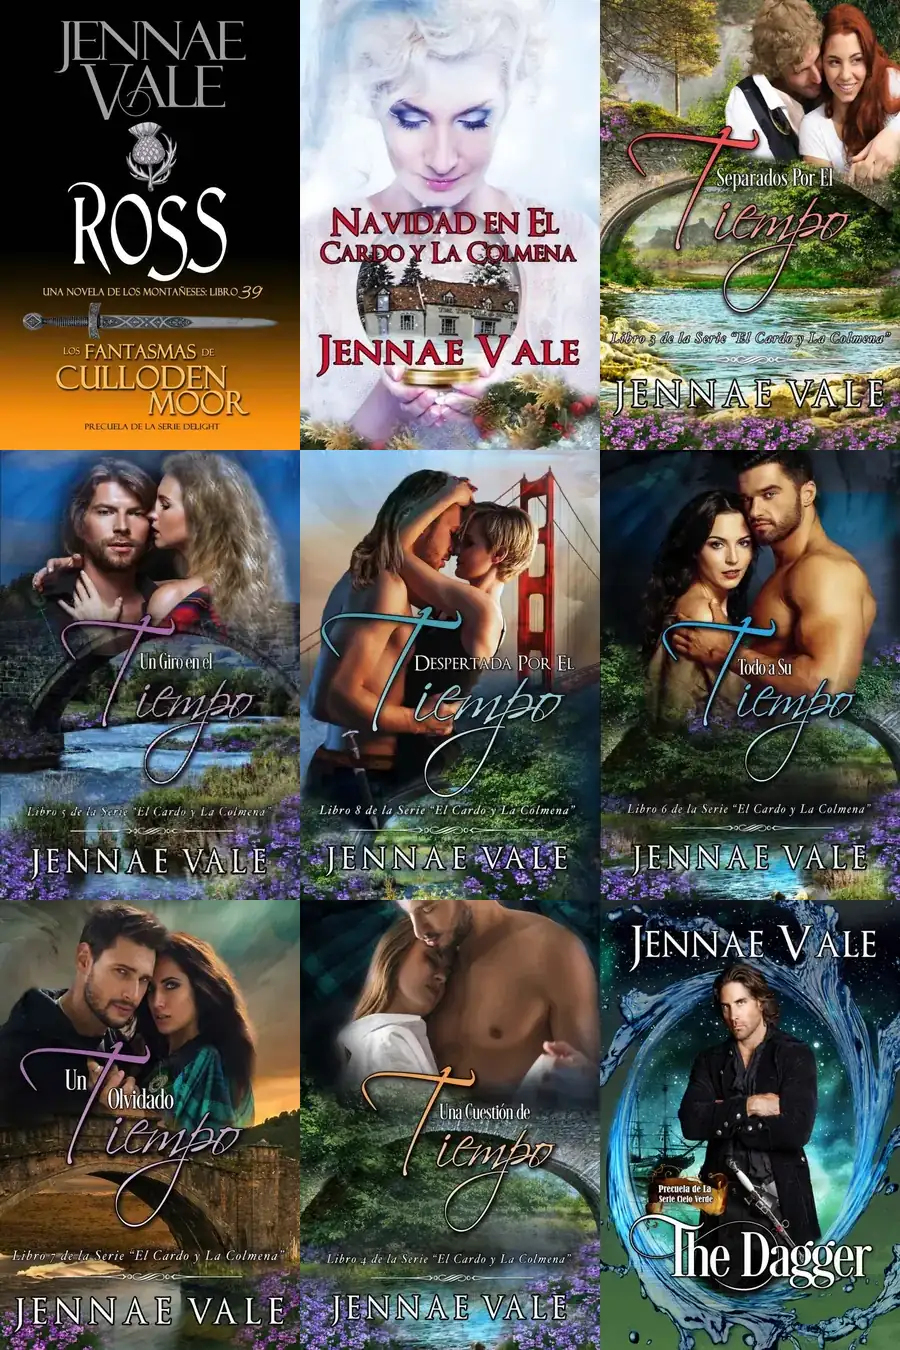 JENNAE
VALE
ROSS
UNA NOVELA DE LOS MONTAÑESES: LIBRO 39
LOS FANTASMAS DE
CULLODEN
MOOR
PRECUELA DE LA SERIE DELIGHT
NAVIDAD EN EL
CARDO Y LA COLMENA
JENNAE VALE
Separados Por El
Tiempo
Libro 3 de la Serie "El Cardo y La Colmena"
JENNAE VALE
Un Giro en el
Tiempo
Libro 5 de la Serie "El Cardo y La Colmena"
JENNAE VALE
DESPERTADA POR EL
Tiempo
Libro 8 de la Serie "El Cardo y La Colmena"
JENNAE VALE
Todo a Su
Tiempo
Libro 6 de la Serie "El Cardo y La Colmena"
JENNAE VALE
Un
Olvidado
Tiempo
Libro 7 de la Serie "El Cardo y La Colmena"
JENNAE VALE
Una Cuestión de
Tiempo
Libro 4 de la Serie "El Cardo y La Colmena"
JENNAE VALE
JENNAE VALE
Precuela de La
Serie Cielo Verde
The Dagger